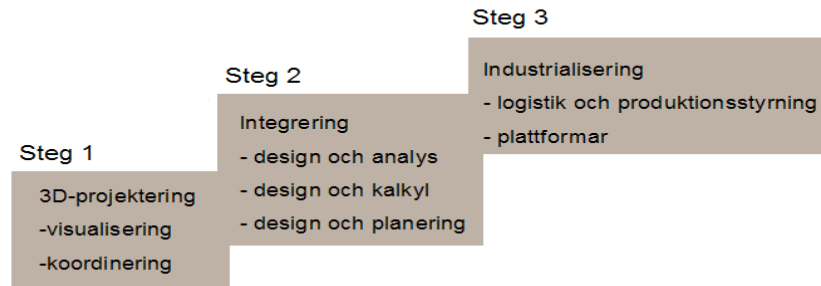 Steg 1
3D-projektering
-visualisering
-koordinering
Steg 2
Integrering
- design och analys
- design och kalkyl
- design och planering
Steg 3
Industrialisering
- logistik och produktionsstyrning
- plattformar